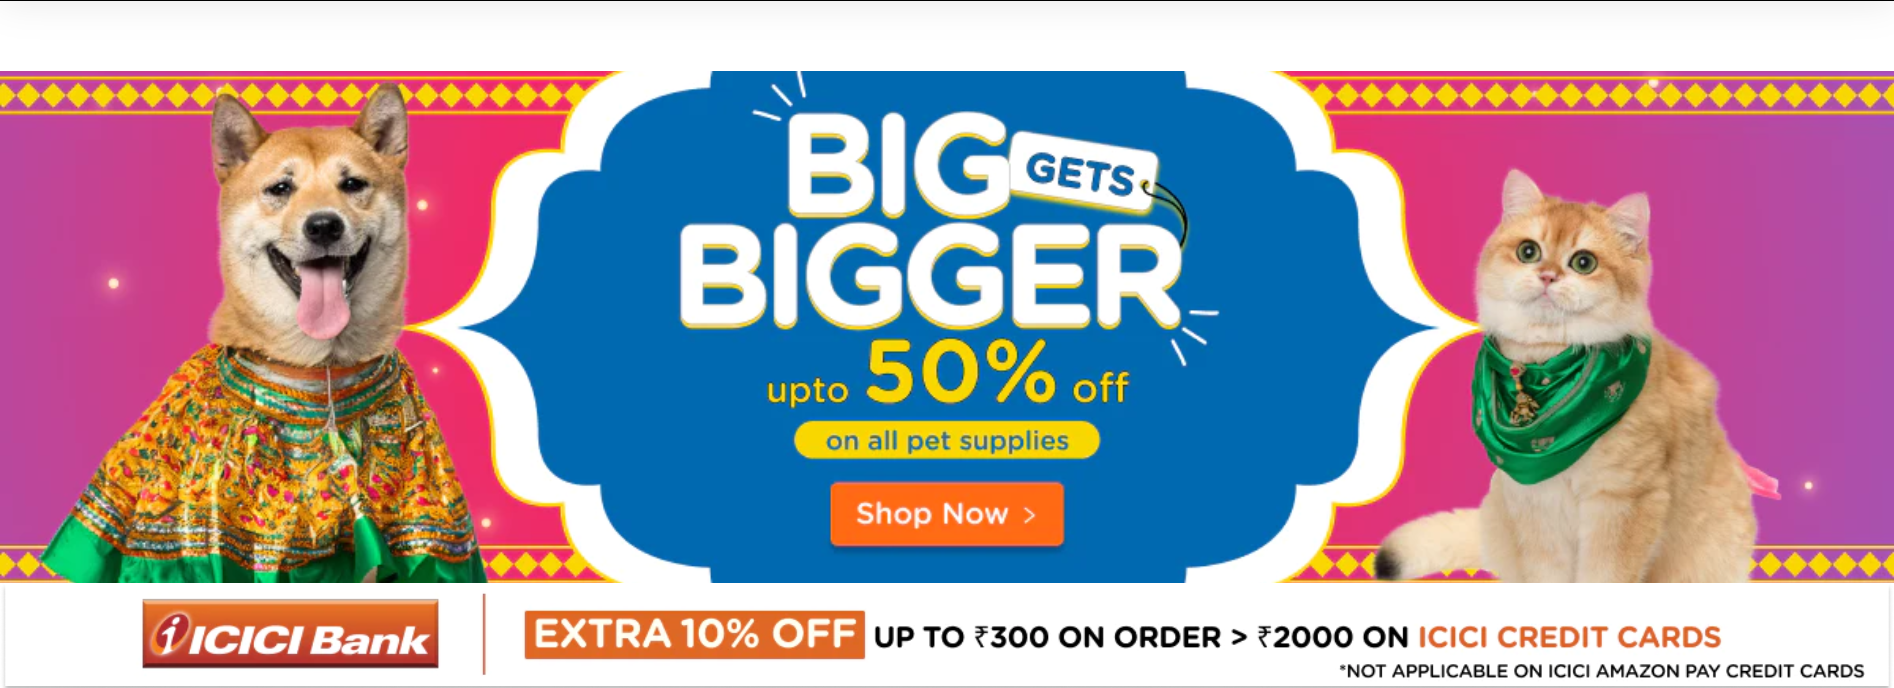 BIG GETS
BIGGER
upto 50% off
on all pet supplies
Shop Now >
i ICICI Bank
EXTRA 10% OFF UP TO ₹300 ON ORDER > ₹2000 ON ICICI CREDIT CARDS
*NOT APPLICABLE ON ICICI AMAZON PAY CREDIT CARDS